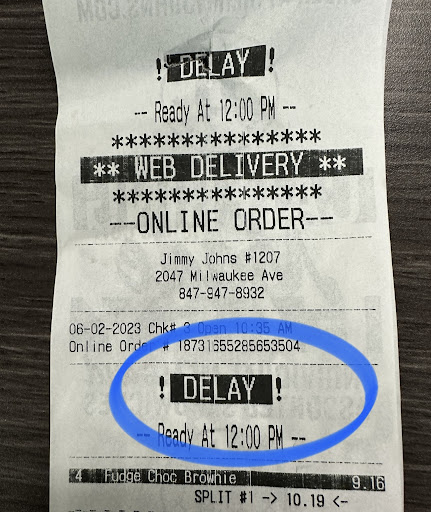 ! DELAY !
-- Ready At 12:00 PM --
***************
** WEB DELIVERY **
***************
--ONLINE ORDER--
Jimmy Johns #1207
2047 Milwaukee Ave
847-947-8932
06-02-2023 Chk# 3 Open 10:35 AM
Online Order # 18731655285653504
! DELAY !
-- Ready At 12:00 PM --
4 Fudge Choc Brownie 9.16
SPLIT #1 -> 10.19 <-